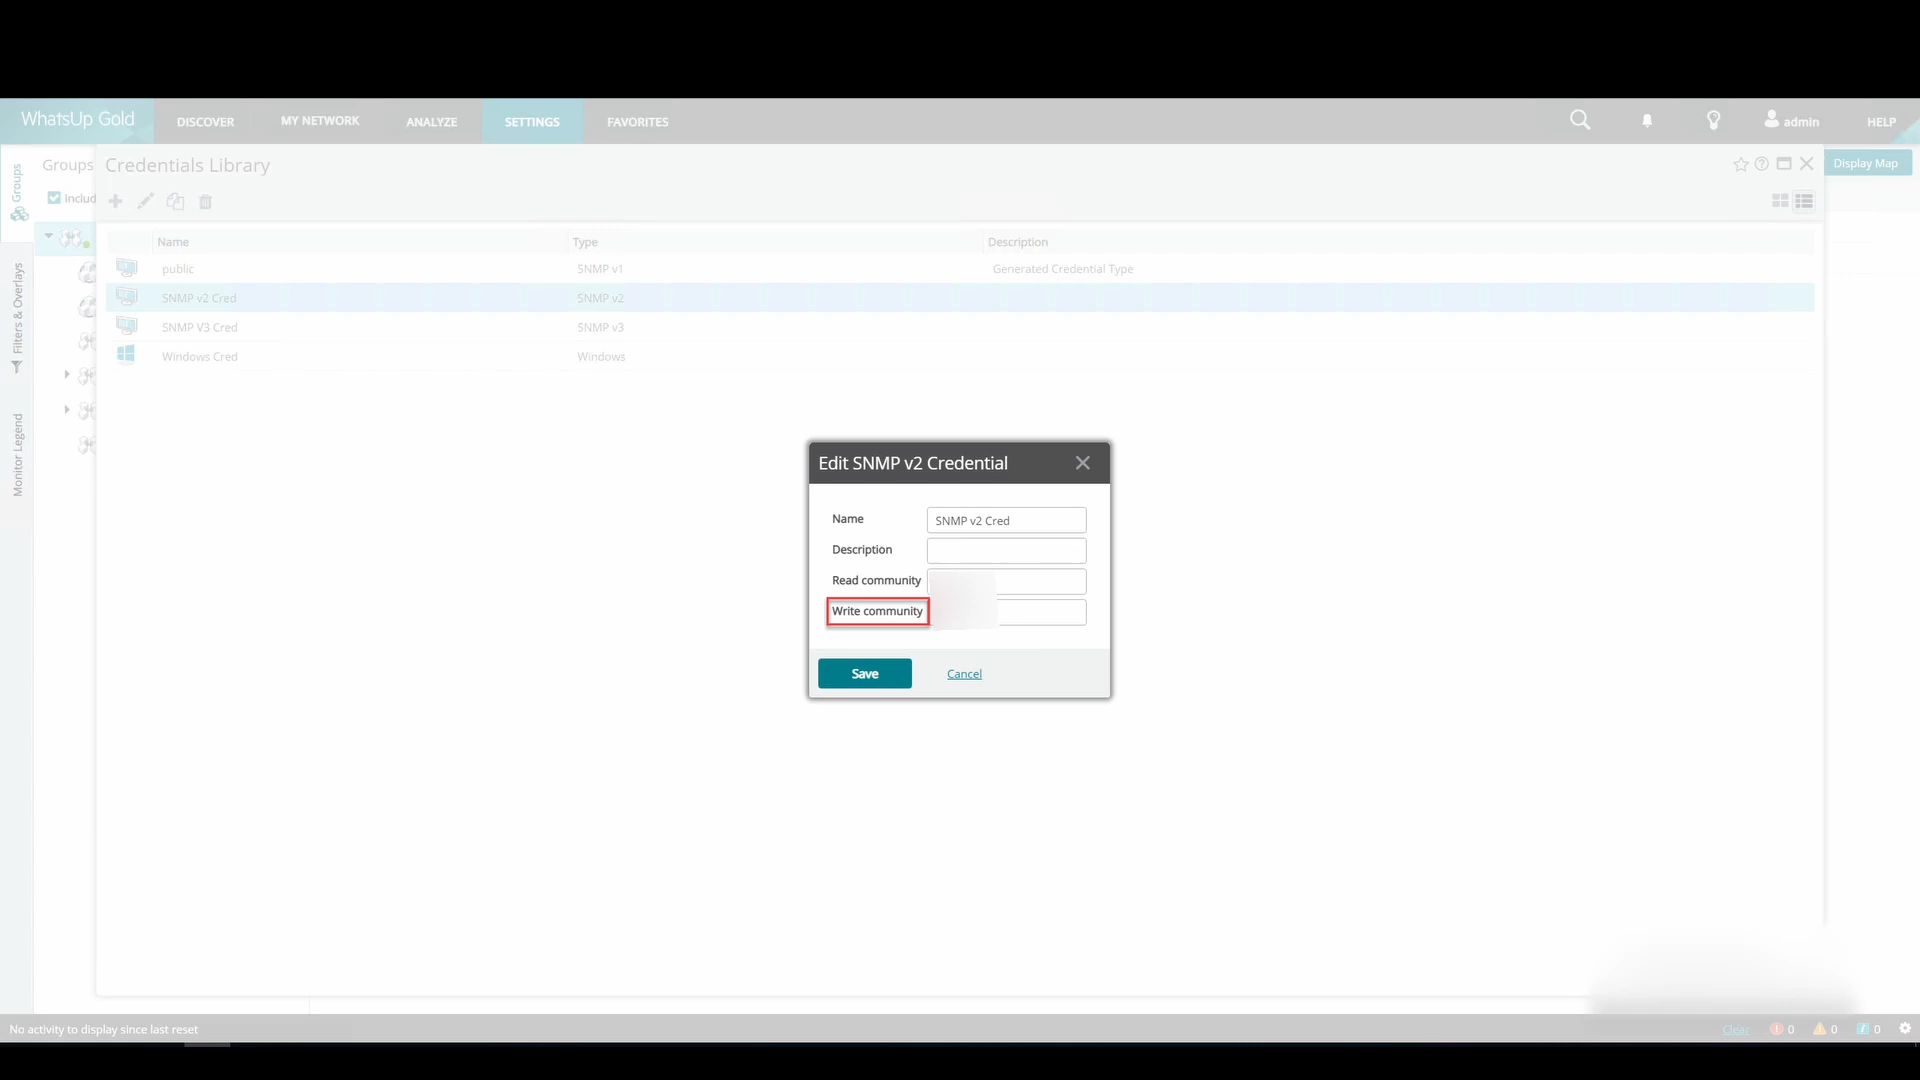 WhatsUp Gold
DISCOVER
MY NETWORK
ANALYZE
SETTINGS
FAVORITES
admin
HELP
Groups
Filters & Overlays
Monitor Legend
Groups
Includ
Credentials Library
Display Map
Name Type Description
public SNMP v1 Generated Credential Type
SNMP v2 Cred SNMP v2
SNMP V3 Cred SNMP v3
Windows Cred Windows
Edit SNMP v2 Credential
Name SNMP v2 Cred
Description
Read community
Write community
Save Cancel
No activity to display since last reset
Clear 0 0 0